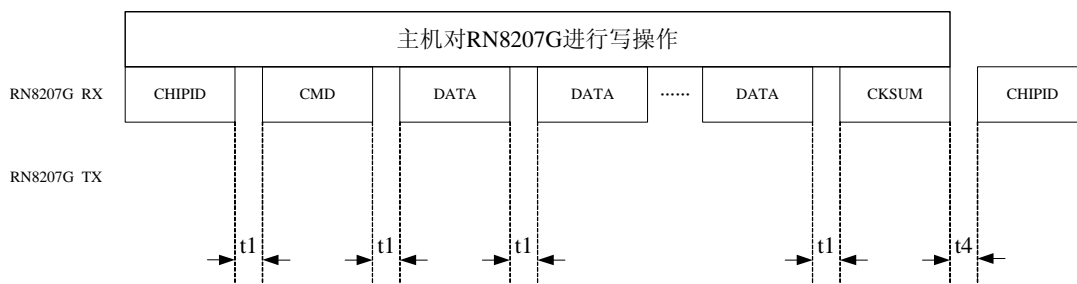 主机对RN8207G进行写操作
RN8207G RX CHIPID CMD DATA DATA ...... DATA CKSUM CHIPID
RN8207G TX
t1 t1 t1 t1 t4